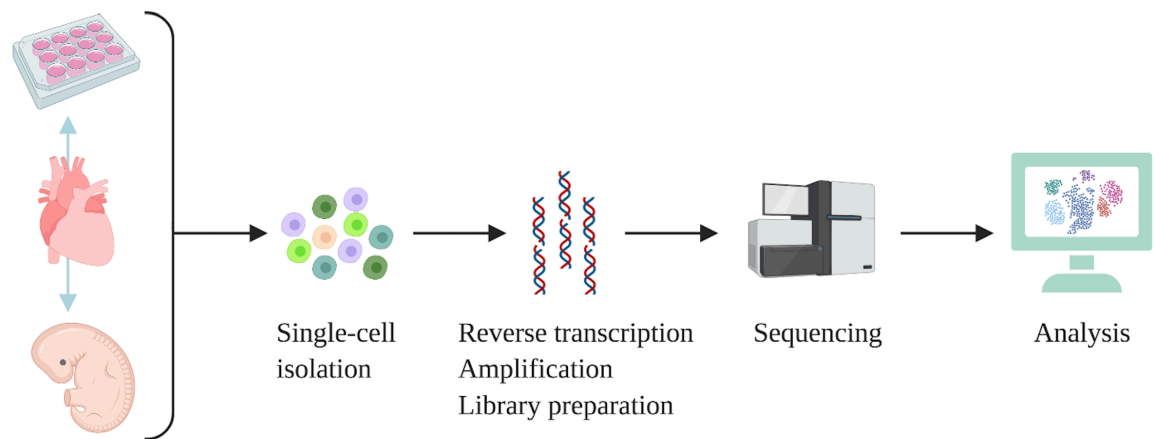 Single-cell
isolation
Reverse transcription
Amplification
Library preparation
Sequencing
Analysis